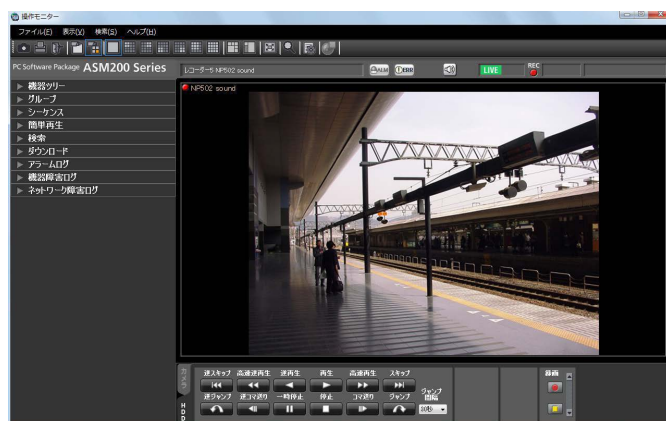 操作モニター
ファイル(F) 表示(V) 検索(S) ヘルプ(H)
PC Software Package ASM200 Series
レコーダー5 NP502 sound
ALM
ERR
LIVE
REC
機器ツリー
グループ
シーケンス
簡単再生
検索
ダウンロード
アラームログ
機器障害ログ
ネットワーク障害ログ
NP502 sound
逆スキップ 高速逆再生 逆再生 再生 高速再生 スキップ
逆ジャンプ 逆コマ送り 一時停止 停止 コマ送り ジャンプ
ジャンプ間隔
30秒
録画
HDD